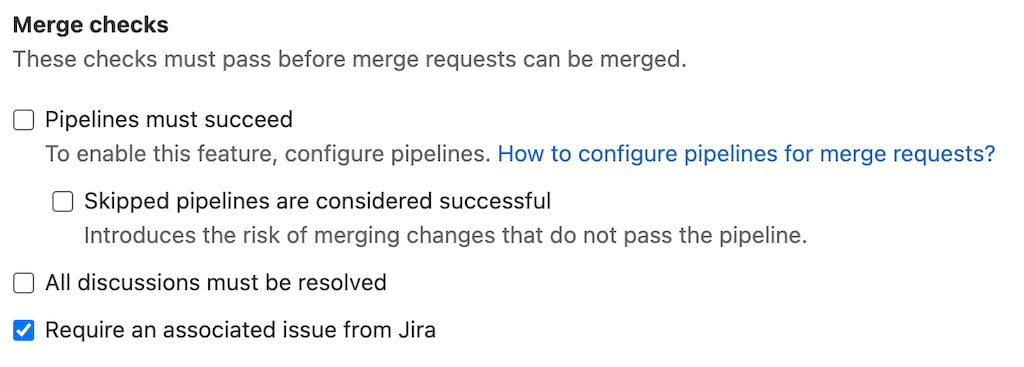 Merge checks
These checks must pass before merge requests can be merged.
Pipelines must succeed
To enable this feature, configure pipelines. How to configure pipelines for merge requests?
Skipped pipelines are considered successful
Introduces the risk of merging changes that do not pass the pipeline.
All discussions must be resolved
Require an associated issue from Jira